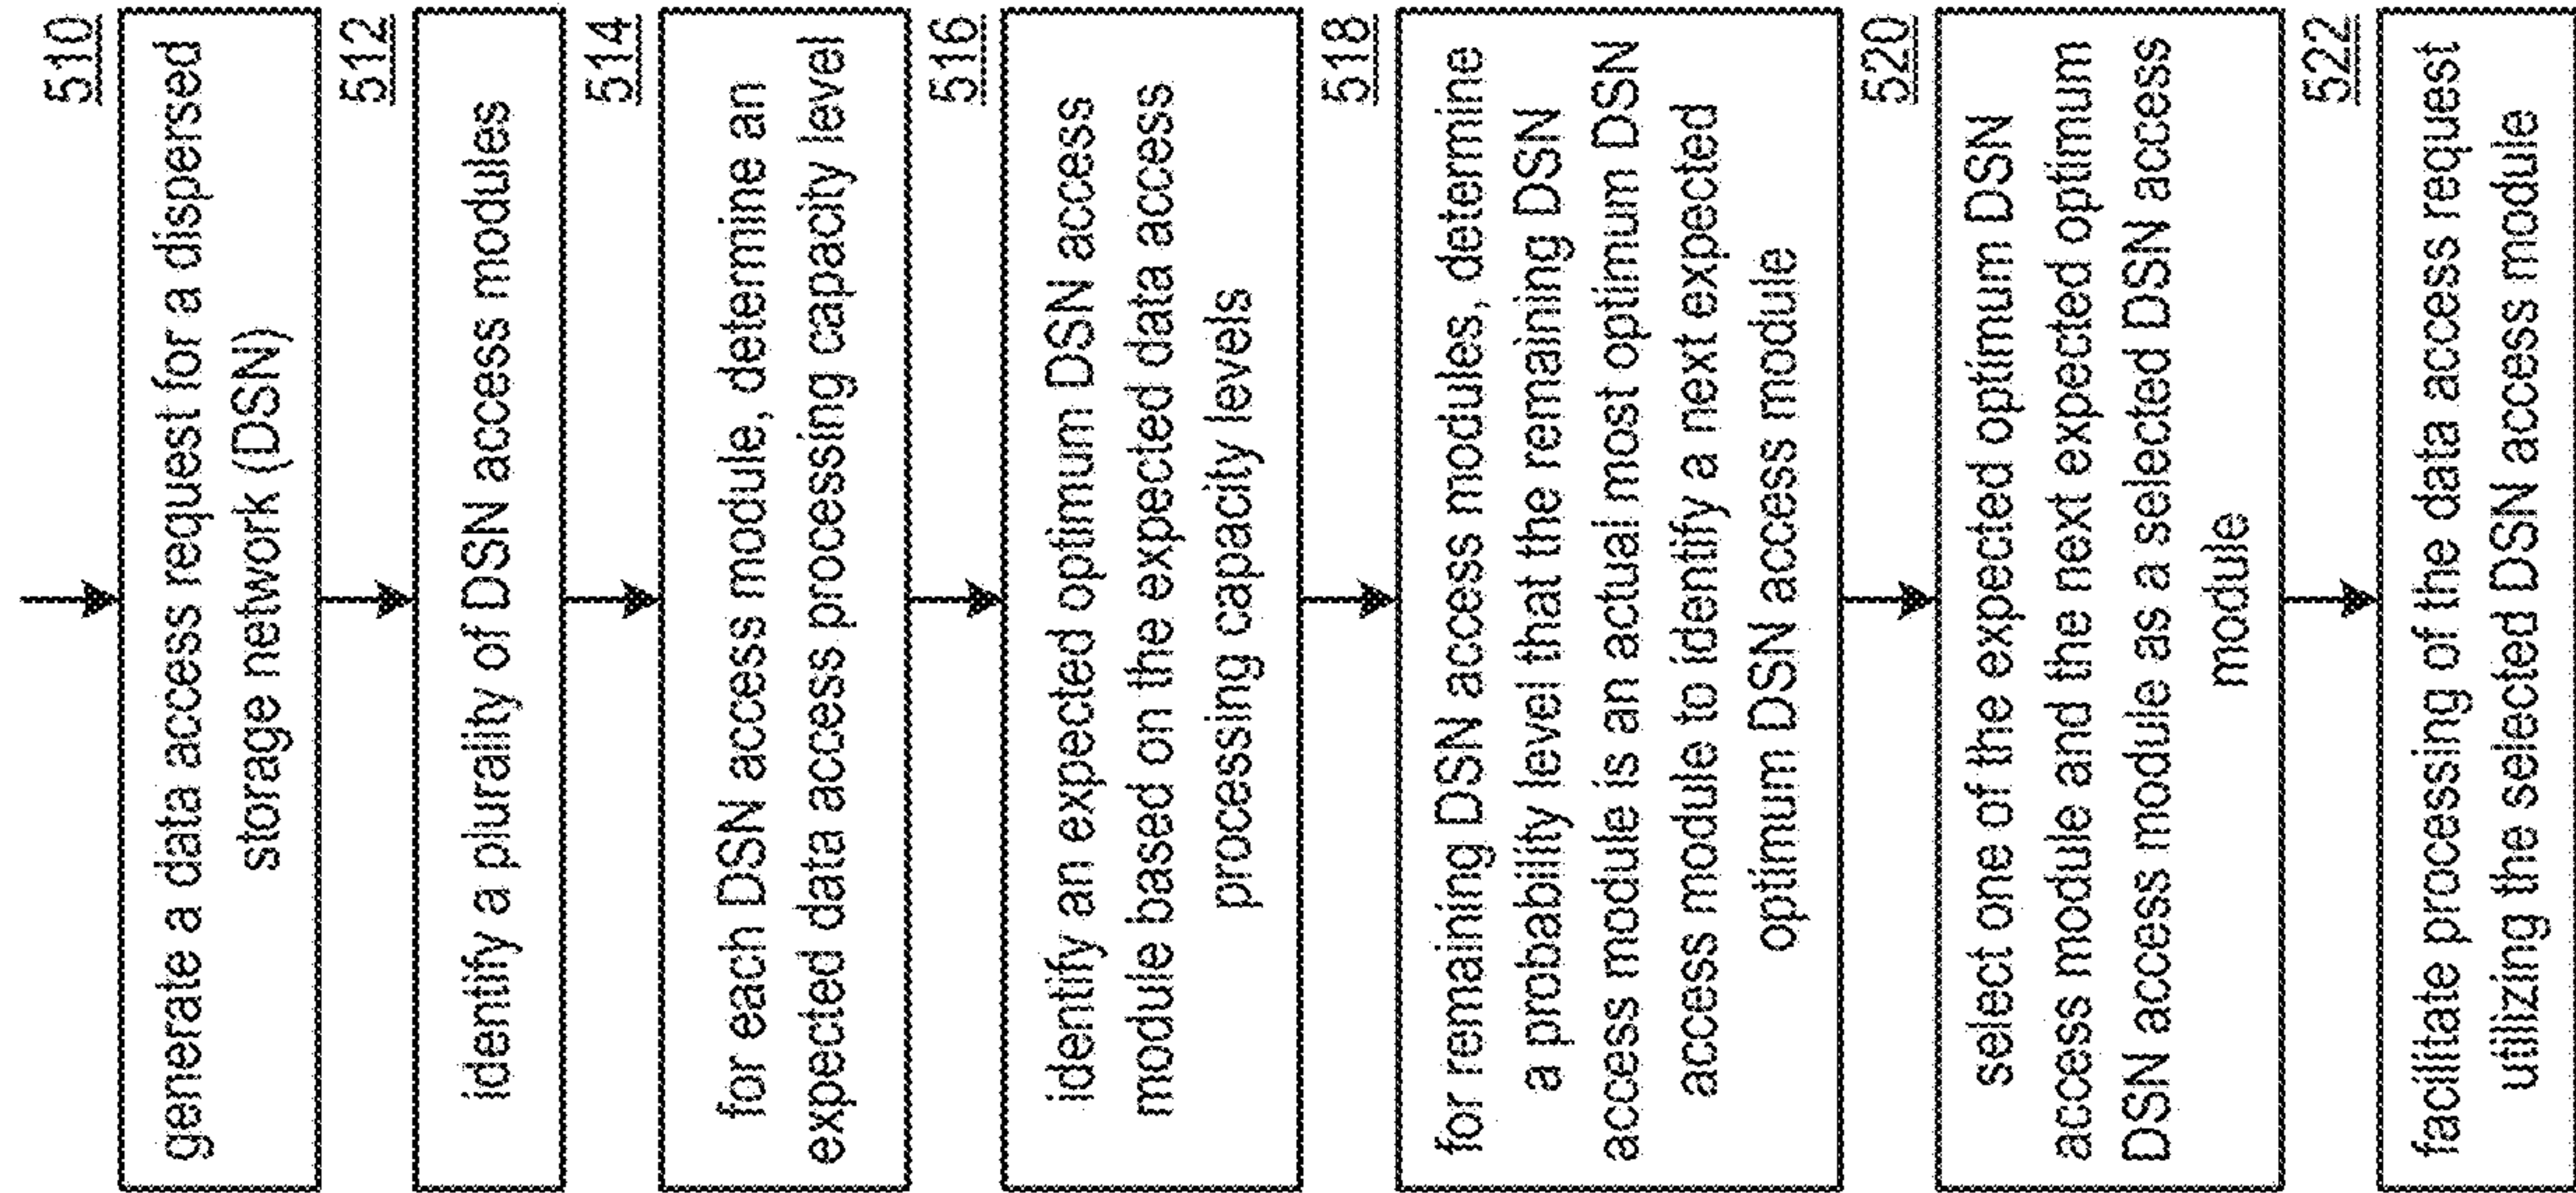 510
generate a data access request for a dispersed
storage network (DSN)
512
identify a plurality of DSN access modules
514
for each DSN access module, determine an
expected data access processing capacity level
516
identify an expected optimum DSN access
module based on the expected data access
processing capacity levels
518
for remaining DSN access modules, determine
a probability level that the remaining DSN
access module is an actual most optimum DSN
access module to identify a next expected
optimum DSN access module
520
select one of the expected optimum DSN
access module and the next expected optimum
DSN access module as a selected DSN access
module
522
facilitate processing of the data access request
utilizing the selected DSN access module